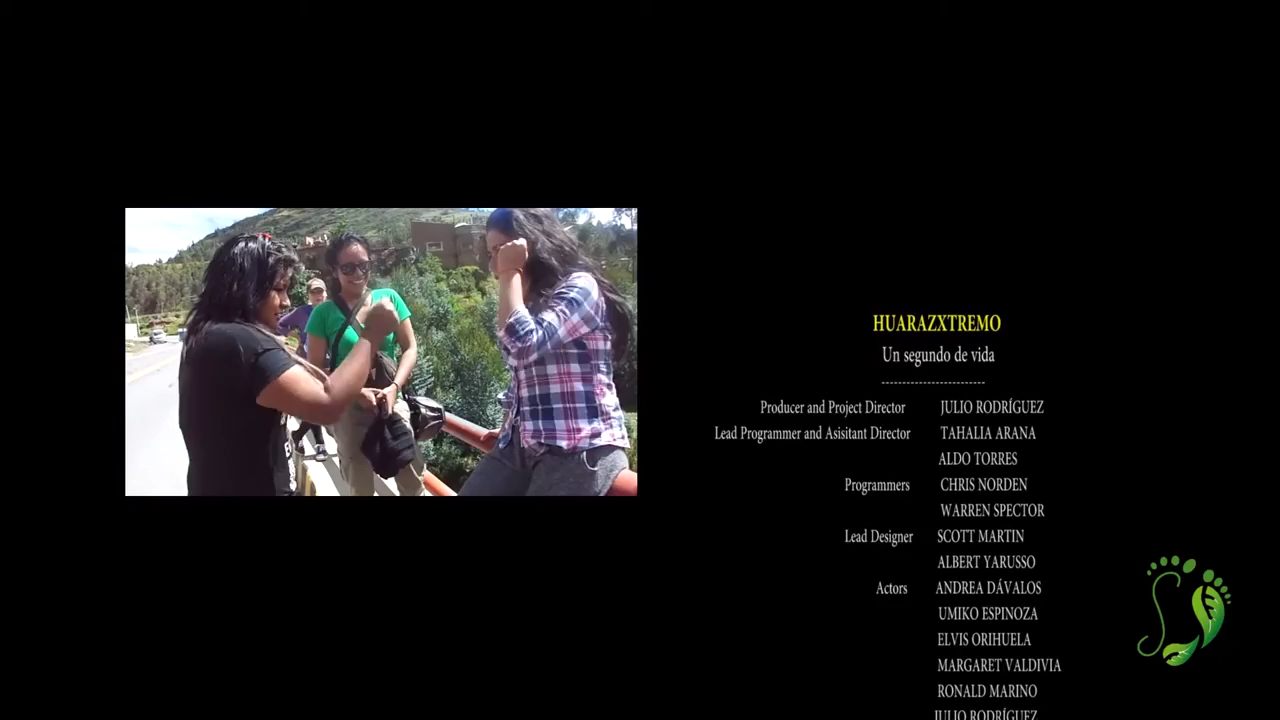 HUARAZXTREMO
Un segundo de vida
-------------------------
Producer and Project Director JULIO RODRÍGUEZ
Lead Programmer and Asisitant Director TAHALIA ARANA
ALDO TORRES
Programmers CHRIS NORDEN
WARREN SPECTOR
Lead Designer SCOTT MARTIN
ALBERT YARUSSO
Actors ANDREA DÁVALOS
UMIKO ESPINOZA
ELVIS ORIHUELA
MARGARET VALDIVIA
RONALD MARINO
JULIO RODRÍGUEZ